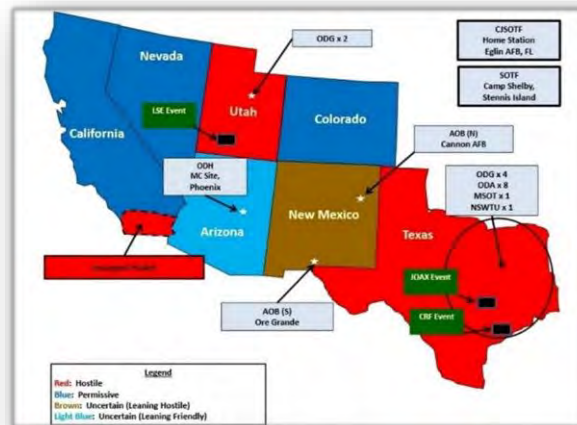 ODG x 2
CJSOTF
Home Station
Eglin AFB, FL
SOTF
Camp Shelby,
Stennis Island
Nevada
LSE Event
Utah
Colorado
California
AOB (N)
Cannon AFB
ODG x 4
ODA x 8
MSOT x 1
NSWTU x 1
MC Site,
Phoenix
New Mexico
Arizona
Texas
JOAX Event
CRF Event
AOB (S)
Ore Grande
Legend
Red: Hostile
Blue: Permissive
Brown: Uncertain (Leaning Hostile)
Light Blue: Uncertain (Leaning Friendly)